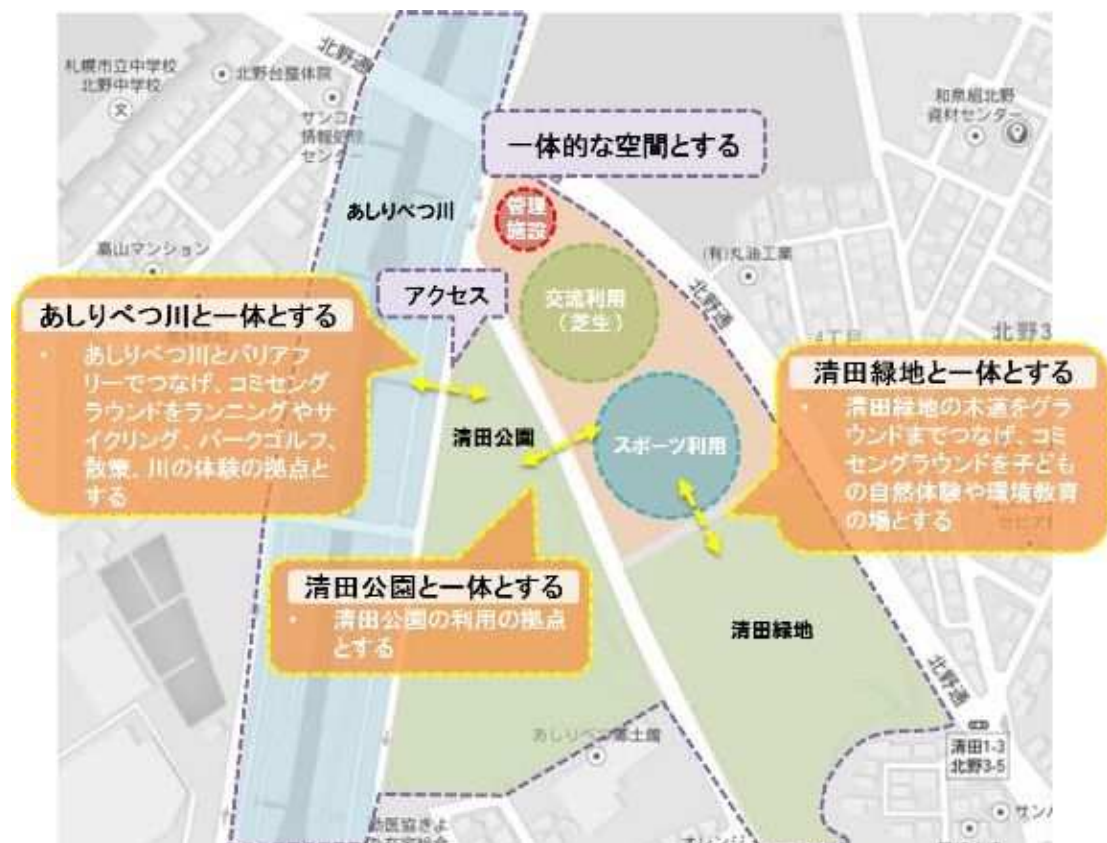 北野通
札幌市立中学校
北野中学校
文
北野台整体院
サンコー
情報処理
センター
和泉組北野
資材センター
一体的な空間とする
あしりべつ川
管理
施設
嵩山マンション
(有)丸油工業
アクセス
交流利用
(芝生)
北野通
4丁目
北野3
あしりべつ川と一体とする
・ あしりべつ川とバリアフ
リーでつなげ、コミセング
ラウンドをランニングやサ
イクリング、パークゴルフ、
散策、川の体験の拠点と
する
清田緑地と一体とする
・ 清田緑地の木道をグラ
ウンドまでつなげ、コミ
セングラウンドを子ども
の自然体験や環境教育
の場とする
清田公園
スポーツ利用
清田公園と一体とする
・ 清田公園の利用の拠点
とする
清田緑地
北野通
あしりべつ郷土館
清田1-3
北野3-5
サン
オレンジ